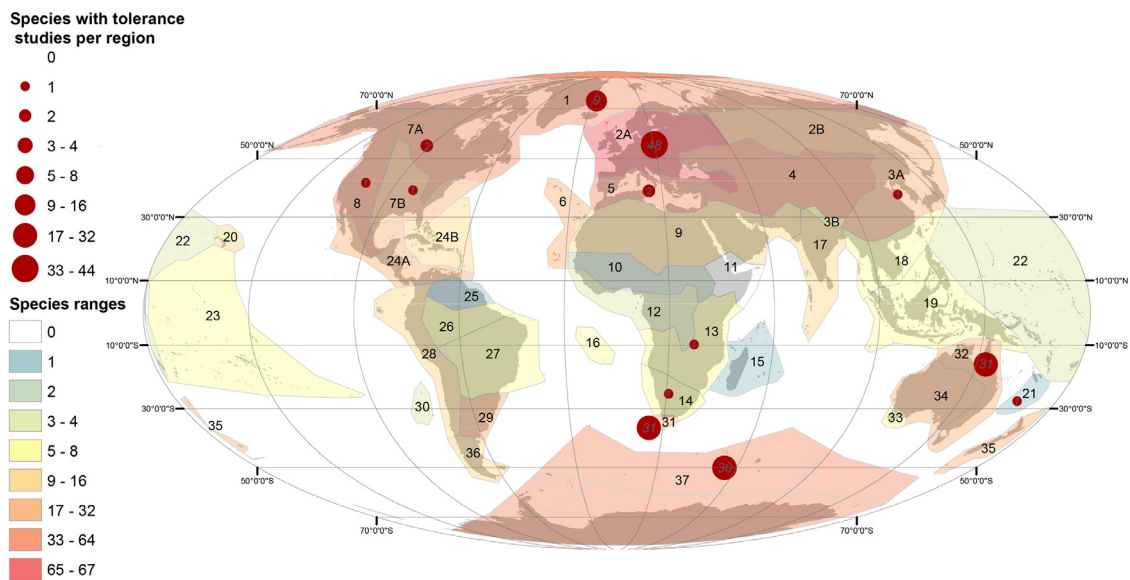 Species with tolerance
studies per region
0
1
2
3 - 4
5 - 8
9 - 16
17 - 32
33 - 44
Species ranges
0
1
2
3 - 4
5 - 8
9 - 16
17 - 32
33 - 64
65 - 67
70°0'0"N
70°0'0"N
50°0'0"N
50°0'0"N
30°0'0"N
30°0'0"N
10°0'0"N
10°0'0"N
10°0'0"S
10°0'0"S
30°0'0"S
30°0'0"S
50°0'0"S
50°0'0"S
70°0'0"S
70°0'0"S
1
9
7A
2
2A
48
2B
8
7B
5
2
4
3A
6
3B
22
20
24B
9
17
18
22
24A
10
11
25
23
26
12
13
19
28
27
16
15
32
31
34
30
14
21
29
31
31
33
35
35
36
37
30